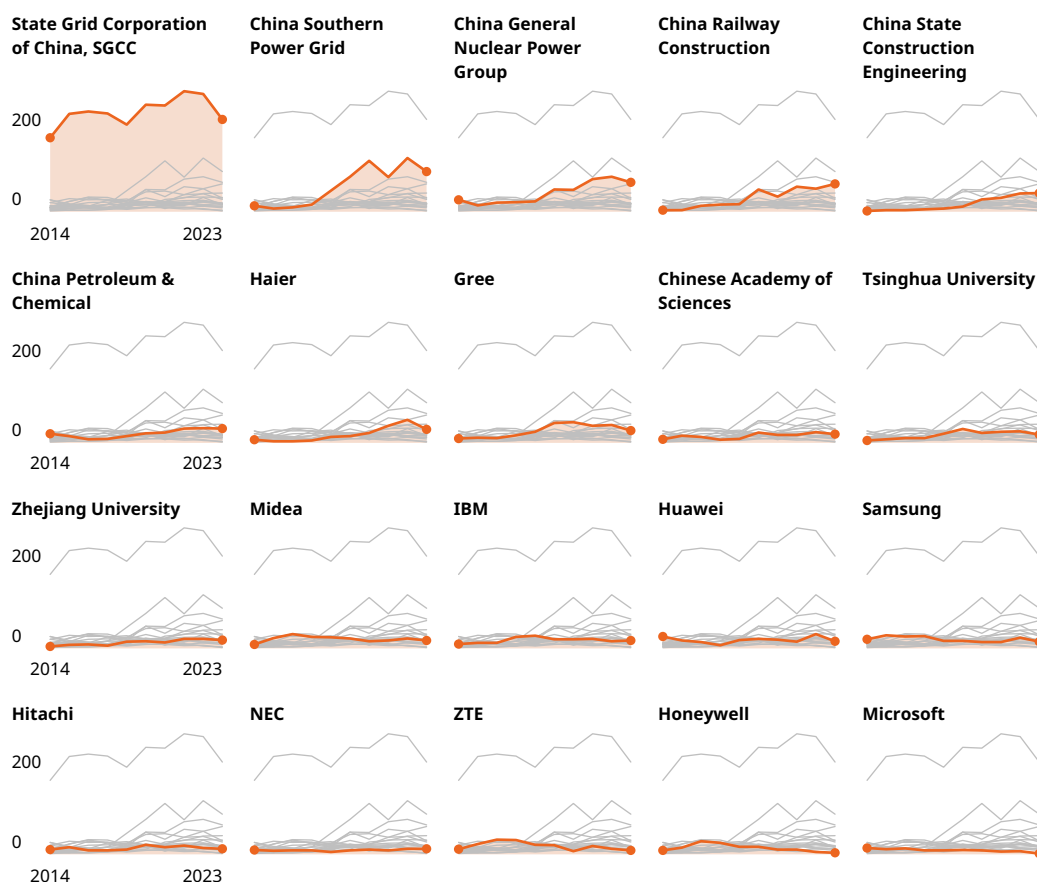 State Grid Corporation
of China, SGCC
China Southern
Power Grid
China General
Nuclear Power
Group
China Railway
Construction
China State
Construction
Engineering
200
0
2014
2023
China Petroleum &
Chemical
Haier
Gree
Chinese Academy of
Sciences
Tsinghua University
200
0
2014
2023
Zhejiang University
Midea
IBM
Huawei
Samsung
200
0
2014
2023
Hitachi
NEC
ZTE
Honeywell
Microsoft
200
0
2014
2023